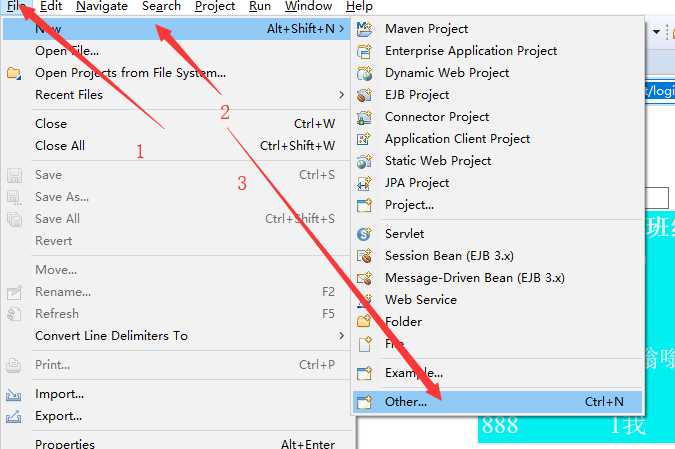 File Edit Navigate Search Project Run Window Help
New Alt+Shift+N
Open File...
Open Projects from File System...
Recent Files
Close Ctrl+W
Close All Ctrl+Shift+W
Save Ctrl+S
Save As...
Save All Ctrl+Shift+S
Revert
Move...
Rename... F2
Refresh F5
Convert Line Delimiters To
Print... Ctrl+P
Import...
Export...
Properties Alt+Enter
1
2
3
Maven Project
Enterprise Application Project
Dynamic Web Project
EJB Project
Connector Project
Application Client Project
Static Web Project
JPA Project
Project...
Servlet
Session Bean (EJB 3.x)
Message-Driven Bean (EJB 3.x)
Web Service
Folder
File
Example...
Other... Ctrl+N
t/logi
班
嗡
888 1我